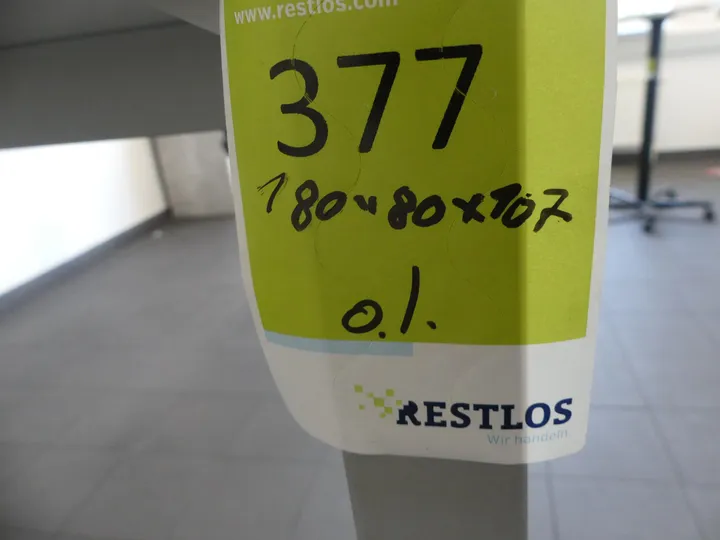 www.restlos.com
377
180x80x107
o.l.
RESTLOS
Wir handeln.